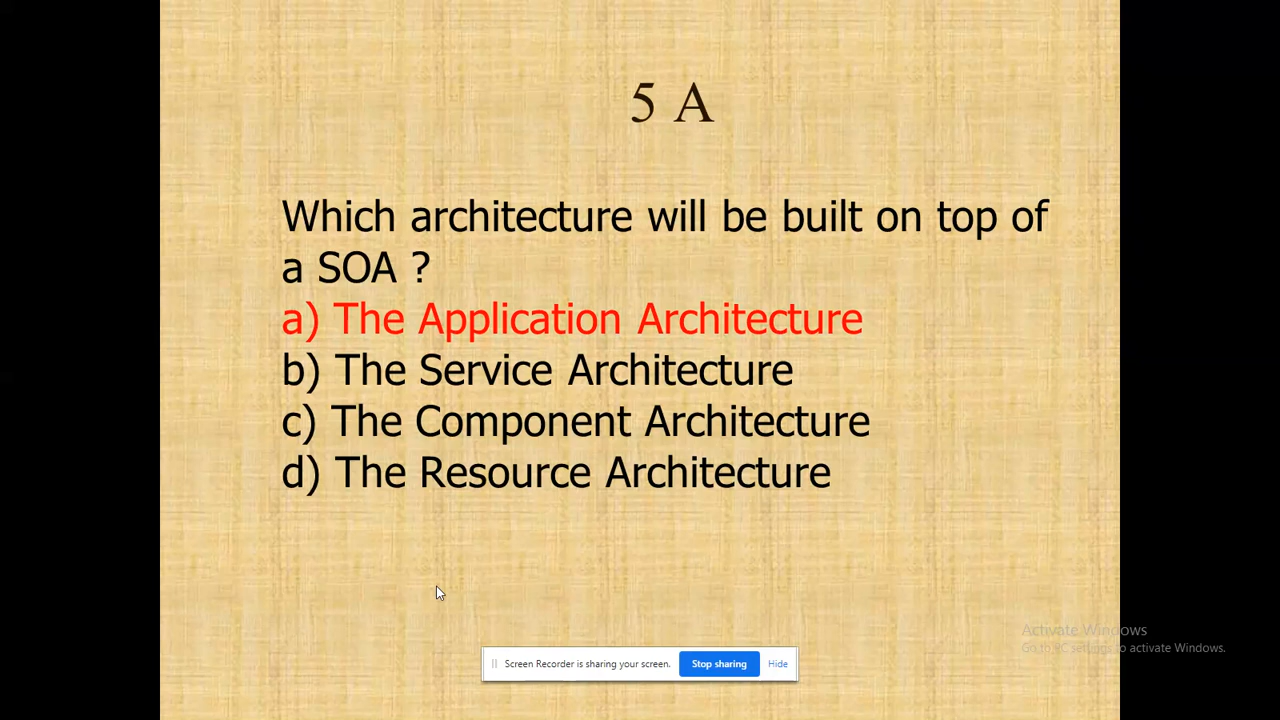 5 A
Which architecture will be built on top of
a SOA ?
a) The Application Architecture
b) The Service Architecture
c) The Component Architecture
d) The Resource Architecture
Activate Windows
Go to PC settings to activate Windows.
Screen Recorder is sharing your screen. Stop sharing Hide